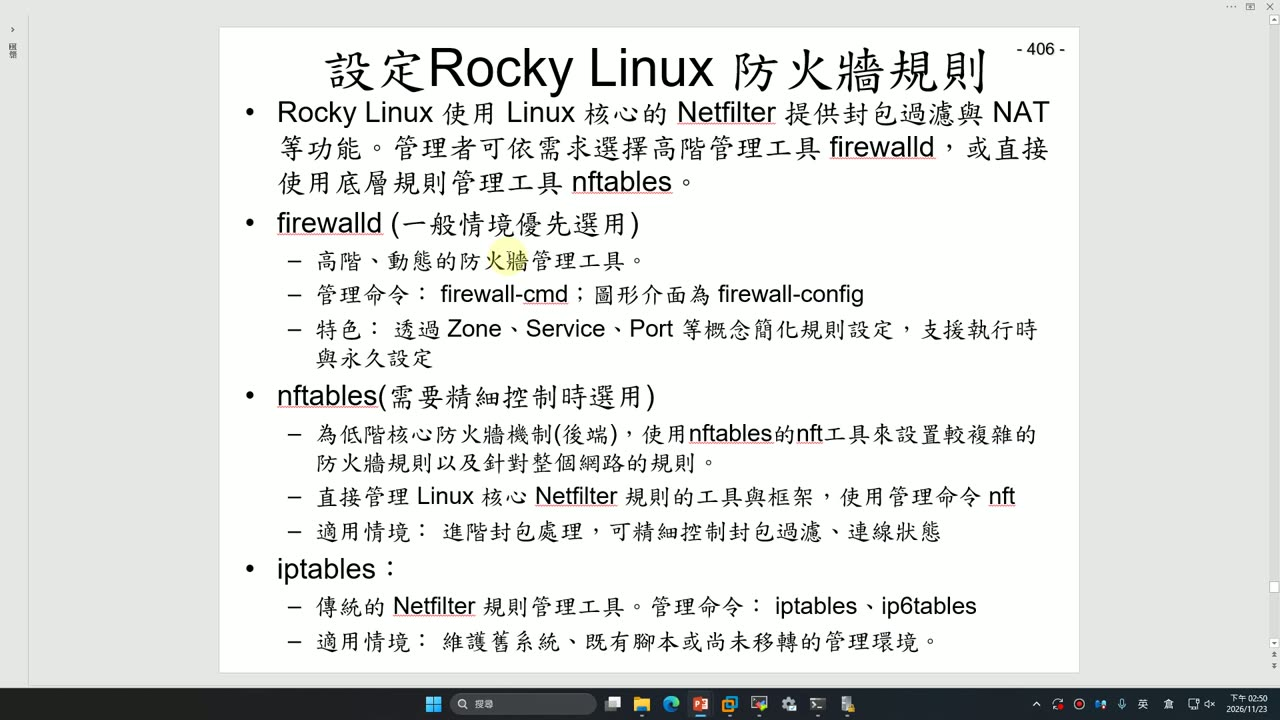 - 406 -
設定Rocky Linux 防火牆規則
• Rocky Linux 使用 Linux 核心的 Netfilter 提供封包過濾與 NAT
等功能。管理者可依需求選擇高階管理工具 firewalld，或直接
使用底層規則管理工具 nftables。
• firewalld (一般情境優先選用)
– 高階、動態的防火牆管理工具。
– 管理命令： firewall-cmd；圖形介面為 firewall-config
– 特色： 透過 Zone、Service、Port 等概念簡化規則設定，支援執行時
與永久設定
• nftables(需要精細控制時選用)
– 為低階核心防火牆機制(後端)，使用nftables的nft工具來設置較複雜的
防火牆規則以及針對整個網路的規則。
– 直接管理 Linux 核心 Netfilter 規則的工具與框架，使用管理命令 nft
– 適用情境： 進階封包處理，可精細控制封包過濾、連線狀態
• iptables：
– 傳統的 Netfilter 規則管理工具。管理命令： iptables、ip6tables
– 適用情境： 維護舊系統、既有腳本或尚未移轉的管理環境。
搜尋
英
下午 02:50
2026/11/23